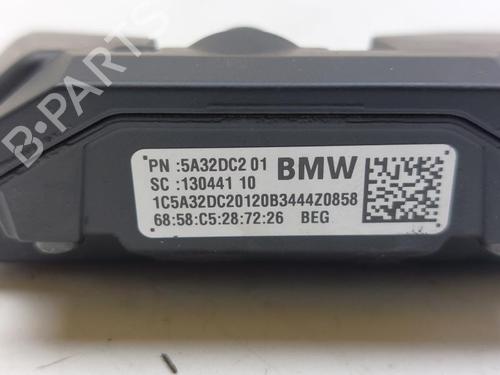 B-PARTS
PN :5A32DC2 01 BMW
SC :130441 10
1C5A32DC20120B3444Z0858
68:58:C5:28:72:26 BEG